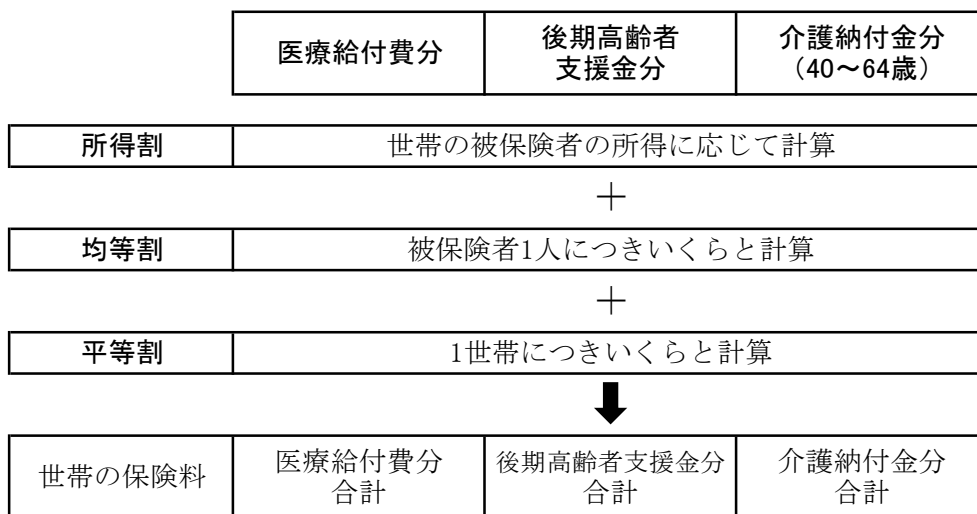 医療給付費分
後期高齢者
支援金分
介護納付金分
（40～64歳）
所得割
世帯の被保険者の所得に応じて計算
＋
均等割
被保険者1人につきいくらと計算
＋
平等割
1世帯につきいくらと計算
世帯の保険料
医療給付費分
合計
後期高齢者支援金分
合計
介護納付金分
合計